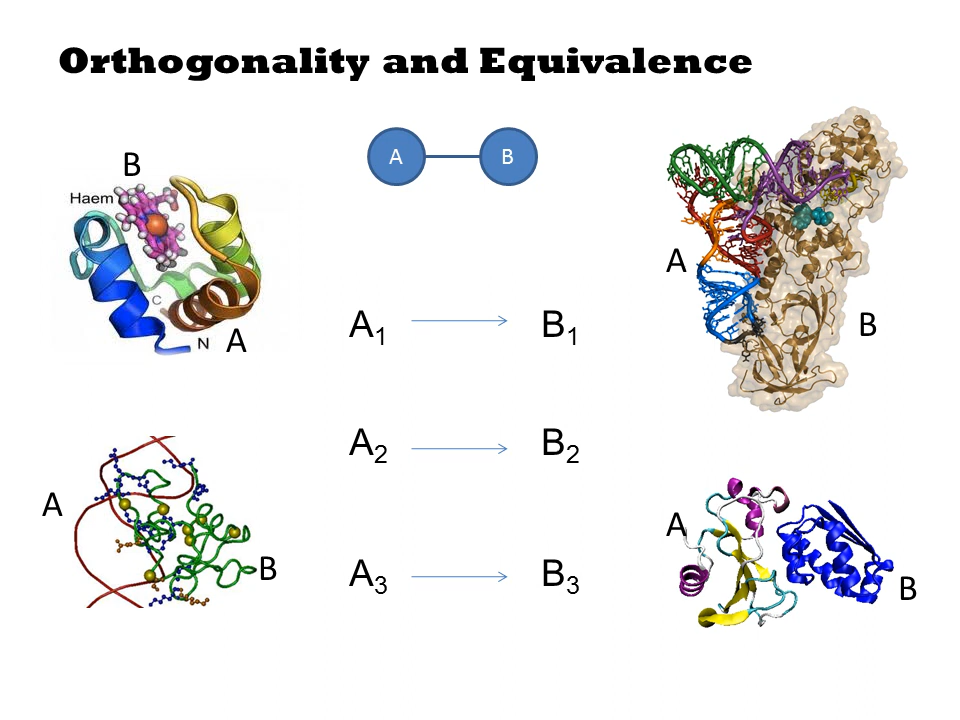 Orthogonality and Equivalence
A B
B
Haem
C
N
A
A
B
A₁ B₁
A₂ B₂
A
B
A₃ B₃
A
B